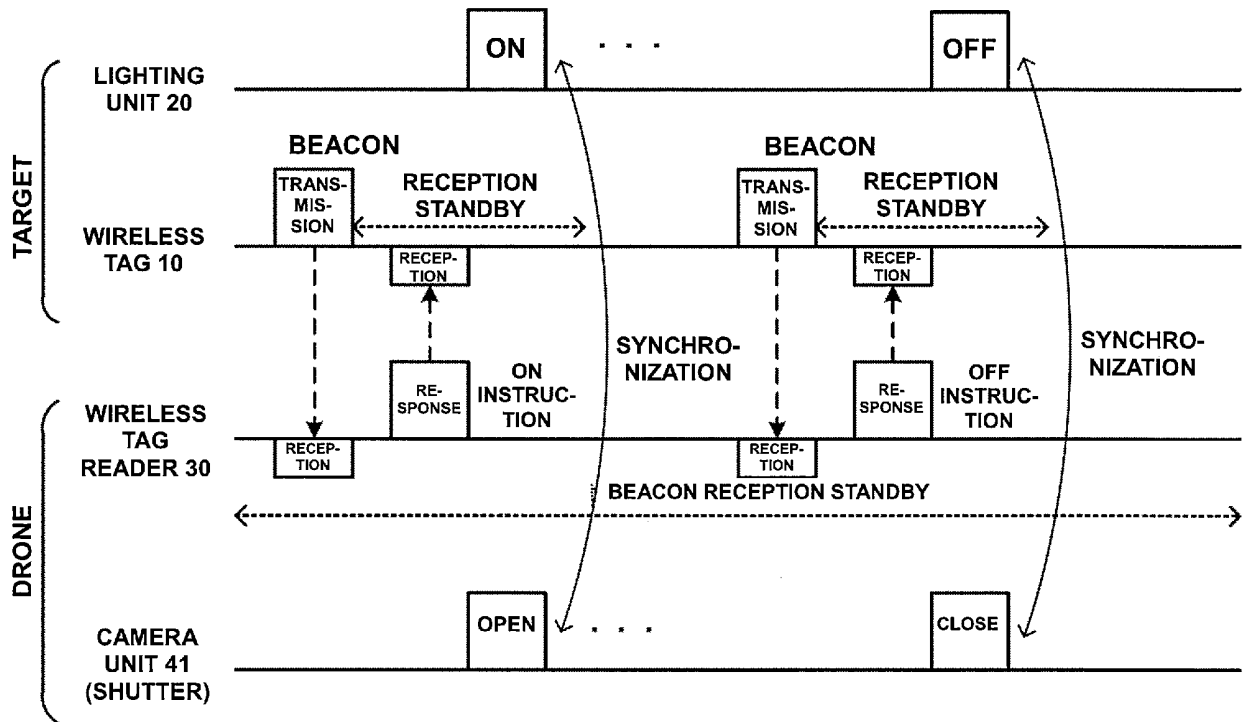 ON
. . .
OFF
LIGHTING
UNIT 20
BEACON
BEACON
TRANS-
MIS-
SION
RECEPTION
STANDBY
TRANS-
MIS-
SION
RECEPTION
STANDBY
TARGET
WIRELESS
TAG 10
RECEP-
TION
RECEP-
TION
SYNCHRO-
NIZATION
SYNCHRO-
NIZATION
RE-
SPONSE
ON
INSTRUC-
TION
RE-
SPONSE
OFF
INSTRUC-
TION
WIRELESS
TAG
READER 30
RECEP-
TION
RECEP-
TION
BEACON RECEPTION STANDBY
DRONE
OPEN
. . .
CLOSE
CAMERA
UNIT 41
(SHUTTER)